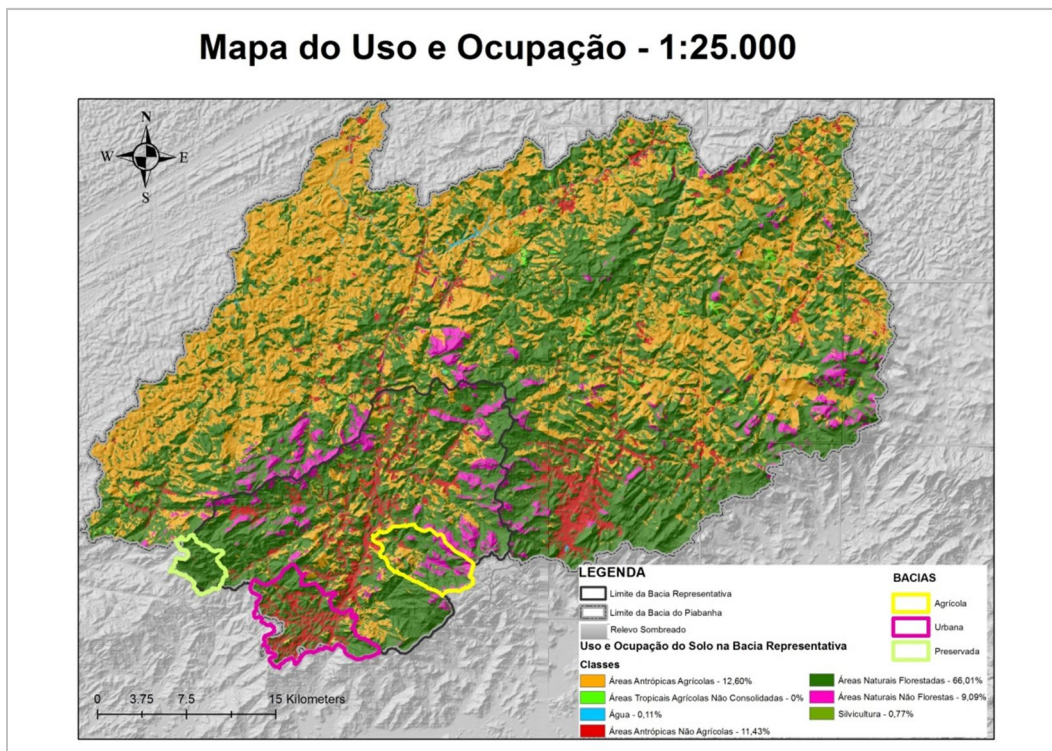 Mapa do Uso e Ocupação - 1:25.000
N
W
E
S
0 3.75 7.5 15 Kilometers
LEGENDA
Limite da Bacia Representativa
Limite da Bacia do Piabanha
Relevo Sombreado
Uso e Ocupação do Solo na Bacia Representativa
Classes
Áreas Antrópicas Agrícolas - 12,60%
Áreas Tropicais Agrícolas Não Consolidadas - 0%
Água - 0,11%
Áreas Antrópicas Não Agrícolas - 11,43%
Áreas Naturais Florestadas - 66,01%
Áreas Naturais Não Florestas - 9,09%
Silvicultura - 0,77%
BACIAS
Agrícola
Urbana
Preservada